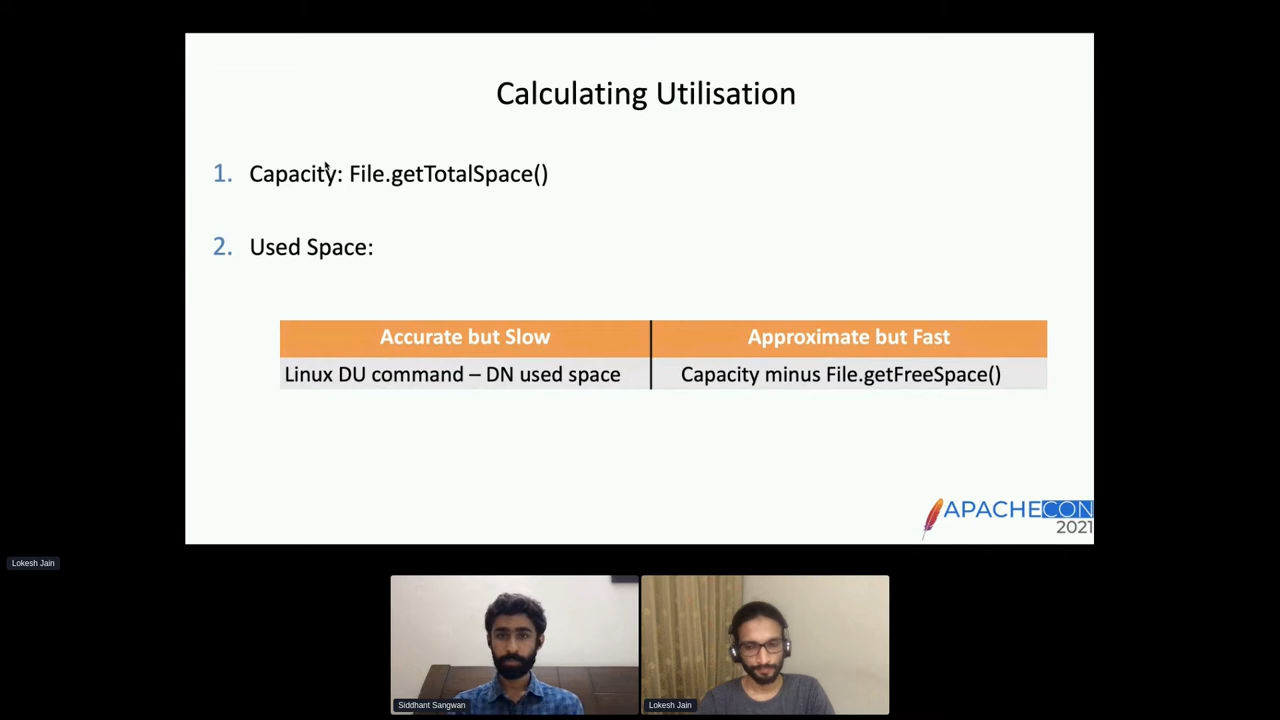 Calculating Utilisation
1. Capacity: File.getTotalSpace()
2. Used Space:
Accurate but Slow
Approximate but Fast
Linux DU command – DN used space
Capacity minus File.getFreeSpace()
APACHECON
2021
Lokesh Jain
Siddhant Sangwan
Lokesh Jain